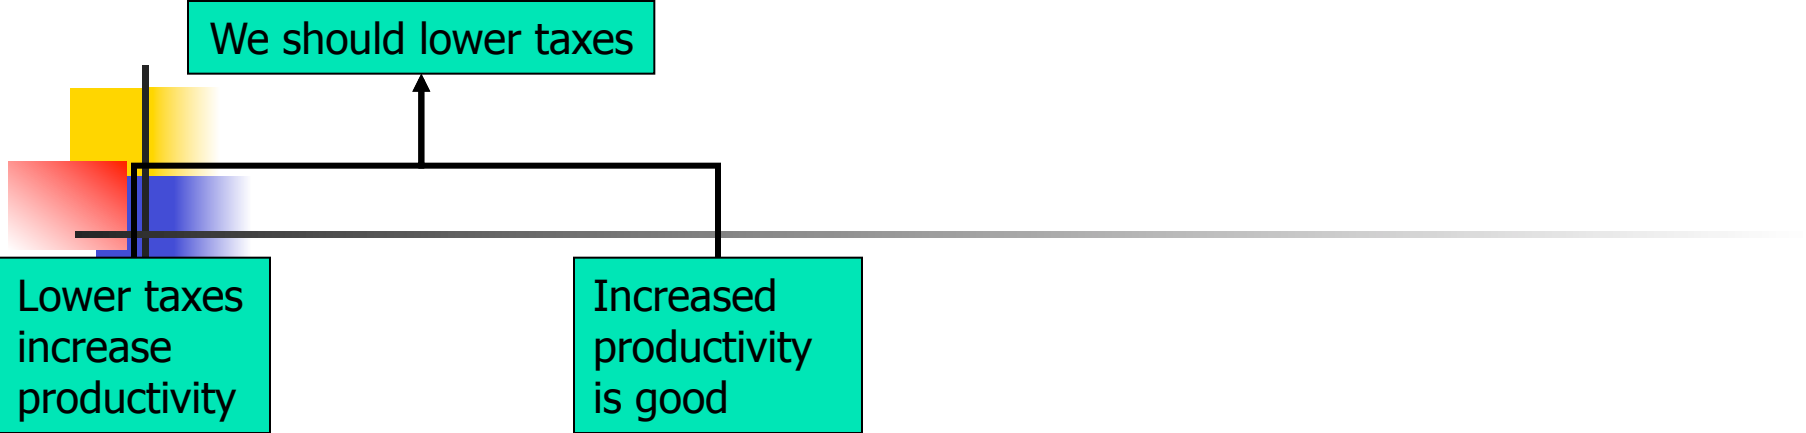 We should lower taxes
Lower taxes
increase
productivity
Increased
productivity
is good